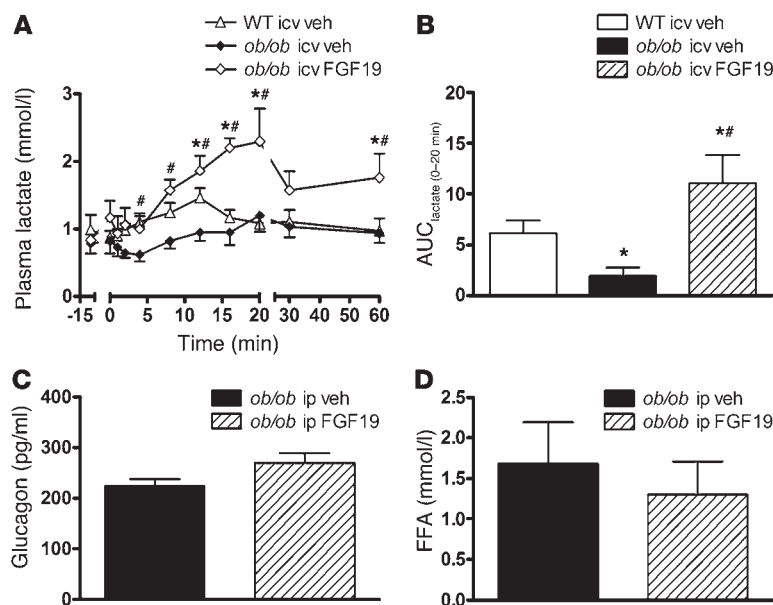 A
WT icv veh
ob/ob icv veh
ob/ob icv FGF19
Plasma lactate (mmol/l)
3
2
1
0
# # *# *# *# *#
-15 0 5 10 15 20 30 40 50 60
Time (min)
B
WT icv veh
ob/ob icv veh
ob/ob icv FGF19
AUC lactate (0–20 min)
20
15
10
5
0
*
*#
C
ob/ob ip veh
ob/ob ip FGF19
Glucagon (pg/ml)
400
300
200
100
0
D
ob/ob ip veh
ob/ob ip FGF19
FFA (mmol/l)
2.5
2.0
1.5
1.0
0.5
0.0